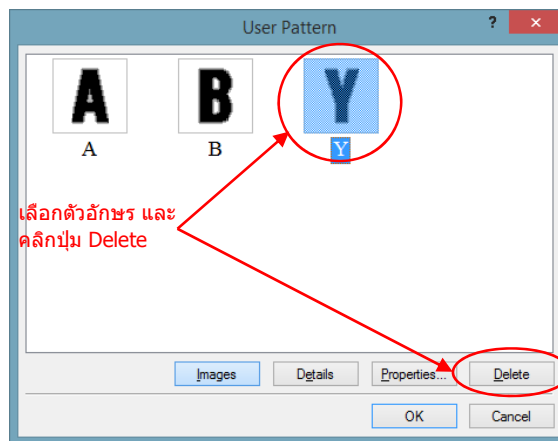 User Pattern
?
×
A
B
Y
A
B
Y
เลือกตัวอักษร และ
คลิกปุ่ม Delete
Images
Details
Properties...
Delete
OK
Cancel